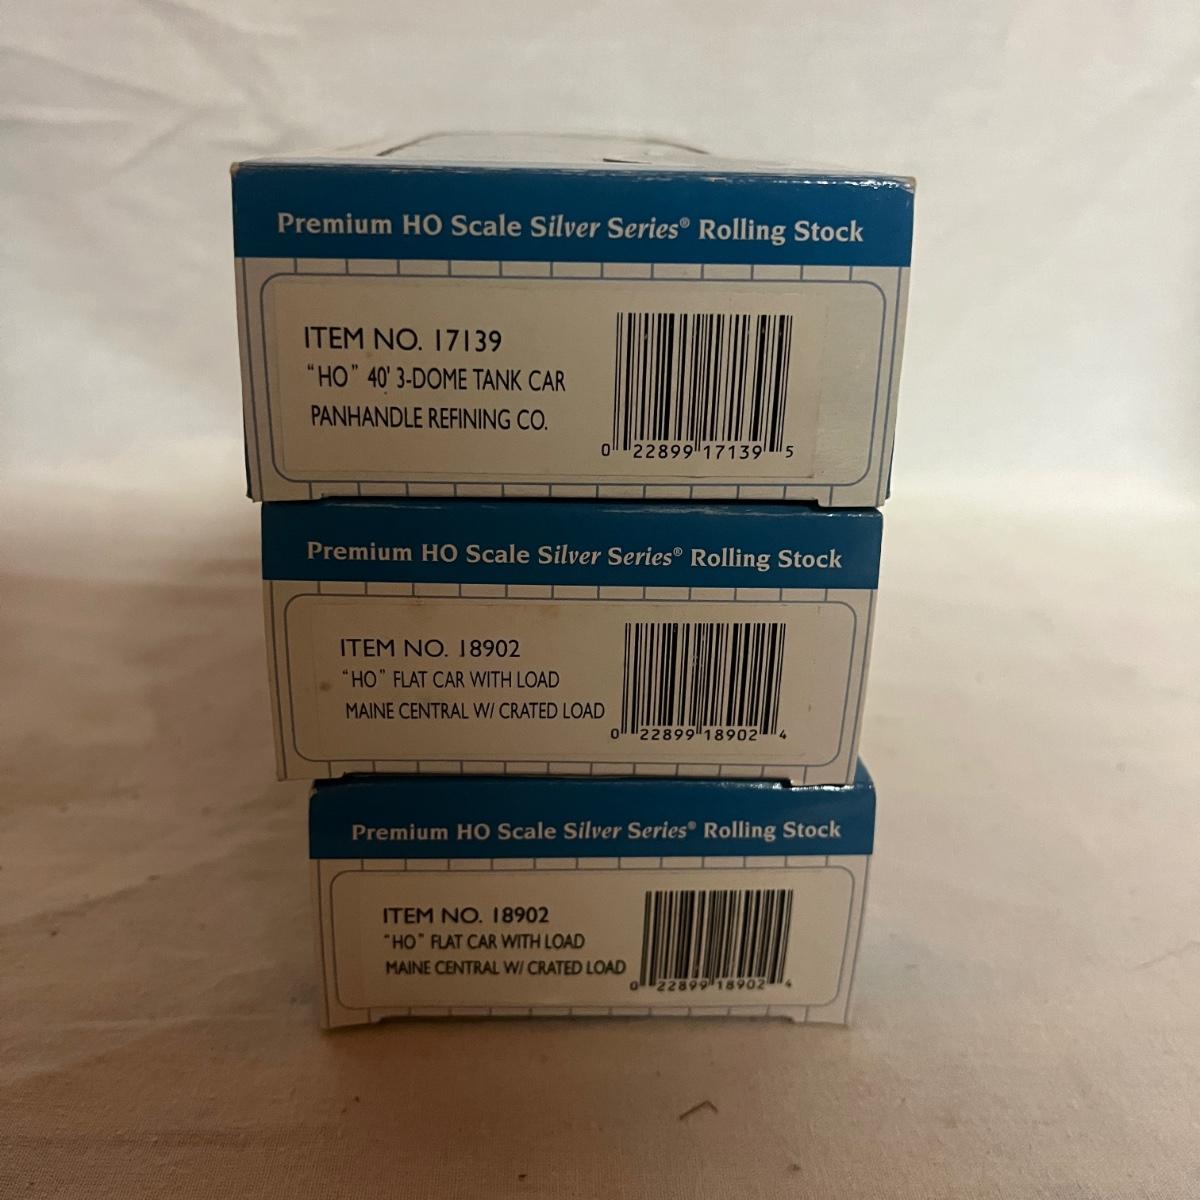 Premium HO Scale Silver Series® Rolling Stock
ITEM NO. 17139
"HO" 40' 3-DOME TANK CAR
PANHANDLE REFINING CO.
0 22899 17139 5
Premium HO Scale Silver Series® Rolling Stock
ITEM NO. 18902
"HO" FLAT CAR WITH LOAD
MAINE CENTRAL W/ CRATED LOAD
0 22899 18902 4
Premium HO Scale Silver Series® Rolling Stock
ITEM NO. 18902
"HO" FLAT CAR WITH LOAD
MAINE CENTRAL W/ CRATED LOAD
0 22899 18902 4